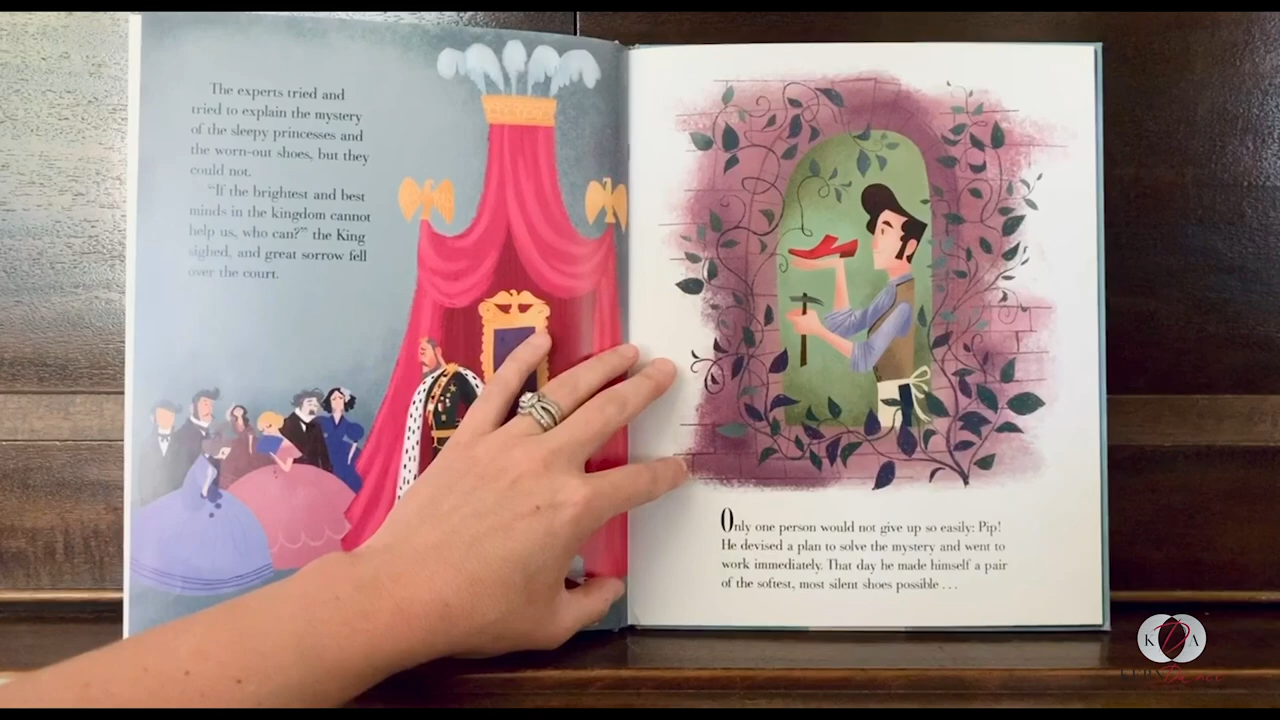 The experts tried and
tried to explain the mystery
of the sleepy princesses and
the worn-out shoes, but they
could not.
“If the brightest and best
minds in the kingdom cannot
help us, who can?” the King
sighed, and great sorrow fell
over the court.
Only one person would not give up so easily: Pip!
He devised a plan to solve the mystery and went to
work immediately. That day he made himself a pair
of the softest, most silent shoes possible . . .
K D A